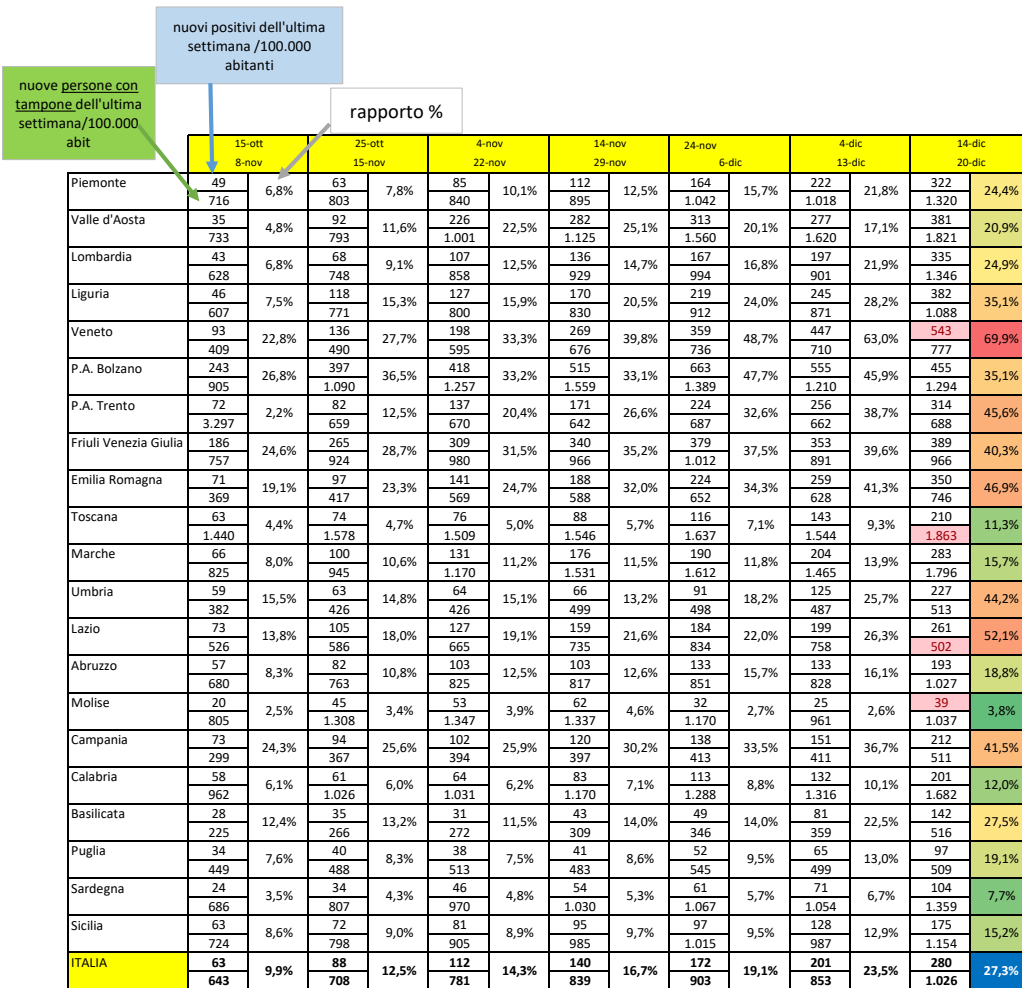 nuovi positivi dell'ultima
settimana /100.000
abitanti
nuove persone con
tampone dell'ultima
settimana/100.000
abit
rapporto %
15-ott 25-ott 4-nov 14-nov 24-nov 4-dic 14-dic
8-nov 15-nov 22-nov 29-nov 6-dic 13-dic 20-dic
Piemonte 49 6,8% 63 7,8% 85 10,1% 112 12,5% 164 15,7% 222 21,8% 322 24,4%
716 803 840 895 1.042 1.018 1.320
Valle d'Aosta 35 4,8% 92 11,6% 226 22,5% 282 25,1% 313 20,1% 277 17,1% 381 20,9%
733 793 1.001 1.125 1.560 1.620 1.821
Lombardia 43 6,8% 68 9,1% 107 12,5% 136 14,7% 167 16,8% 197 21,9% 335 24,9%
628 748 858 929 994 901 1.346
Liguria 46 7,5% 118 15,3% 127 15,9% 170 20,5% 219 24,0% 245 28,2% 382 35,1%
607 771 800 830 912 871 1.088
Veneto 93 22,8% 136 27,7% 198 33,3% 269 39,8% 359 48,7% 447 63,0% 543 69,9%
409 490 595 676 736 710 777
P.A. Bolzano 243 26,8% 397 36,5% 418 33,2% 515 33,1% 663 47,7% 555 45,9% 455 35,1%
905 1.090 1.257 1.559 1.389 1.210 1.294
P.A. Trento 72 2,2% 82 12,5% 137 20,4% 171 26,6% 224 32,6% 256 38,7% 314 45,6%
3.297 659 670 642 687 662 688
Friuli Venezia Giulia 186 24,6% 265 28,7% 309 31,5% 340 35,2% 379 37,5% 353 39,6% 389 40,3%
757 924 980 966 1.012 891 966
Emilia Romagna 71 19,1% 97 23,3% 141 24,7% 188 32,0% 224 34,3% 259 41,3% 350 46,9%
369 417 569 588 652 628 746
Toscana 63 4,4% 74 4,7% 76 5,0% 88 5,7% 116 7,1% 143 9,3% 210 11,3%
1.440 1.578 1.509 1.546 1.637 1.544 1.863
Marche 66 8,0% 100 10,6% 131 11,2% 176 11,5% 190 11,8% 204 13,9% 283 15,7%
825 945 1.170 1.531 1.612 1.465 1.796
Umbria 59 15,5% 63 14,8% 64 15,1% 66 13,2% 91 18,2% 125 25,7% 227 44,2%
382 426 426 499 498 487 513
Lazio 73 13,8% 105 18,0% 127 19,1% 159 21,6% 184 22,0% 199 26,3% 261 52,1%
526 586 665 735 834 758 502
Abruzzo 57 8,3% 82 10,8% 103 12,5% 103 12,6% 133 15,7% 133 16,1% 193 18,8%
680 763 825 817 851 828 1.027
Molise 20 2,5% 45 3,4% 53 3,9% 62 4,6% 32 2,7% 25 2,6% 39 3,8%
805 1.308 1.347 1.337 1.170 961 1.037
Campania 73 24,3% 94 25,6% 102 25,9% 120 30,2% 138 33,5% 151 36,7% 212 41,5%
299 367 394 397 413 411 511
Calabria 58 6,1% 61 6,0% 64 6,2% 83 7,1% 113 8,8% 132 10,1% 201 12,0%
962 1.026 1.031 1.170 1.288 1.316 1.682
Basilicata 28 12,4% 35 13,2% 31 11,5% 43 14,0% 49 14,0% 81 22,5% 142 27,5%
225 266 272 309 346 359 516
Puglia 34 7,6% 40 8,3% 38 7,5% 41 8,6% 52 9,5% 65 13,0% 97 19,1%
449 488 513 483 545 499 509
Sardegna 24 3,5% 34 4,3% 46 4,8% 54 5,3% 61 5,7% 71 6,7% 104 7,7%
686 807 970 1.030 1.067 1.054 1.359
Sicilia 63 8,6% 72 9,0% 81 8,9% 95 9,7% 97 9,5% 128 12,9% 175 15,2%
724 798 905 985 1.015 987 1.154
ITALIA 63 9,9% 88 12,5% 112 14,3% 140 16,7% 172 19,1% 201 23,5% 280 27,3%
643 708 781 839 903 853 1.026